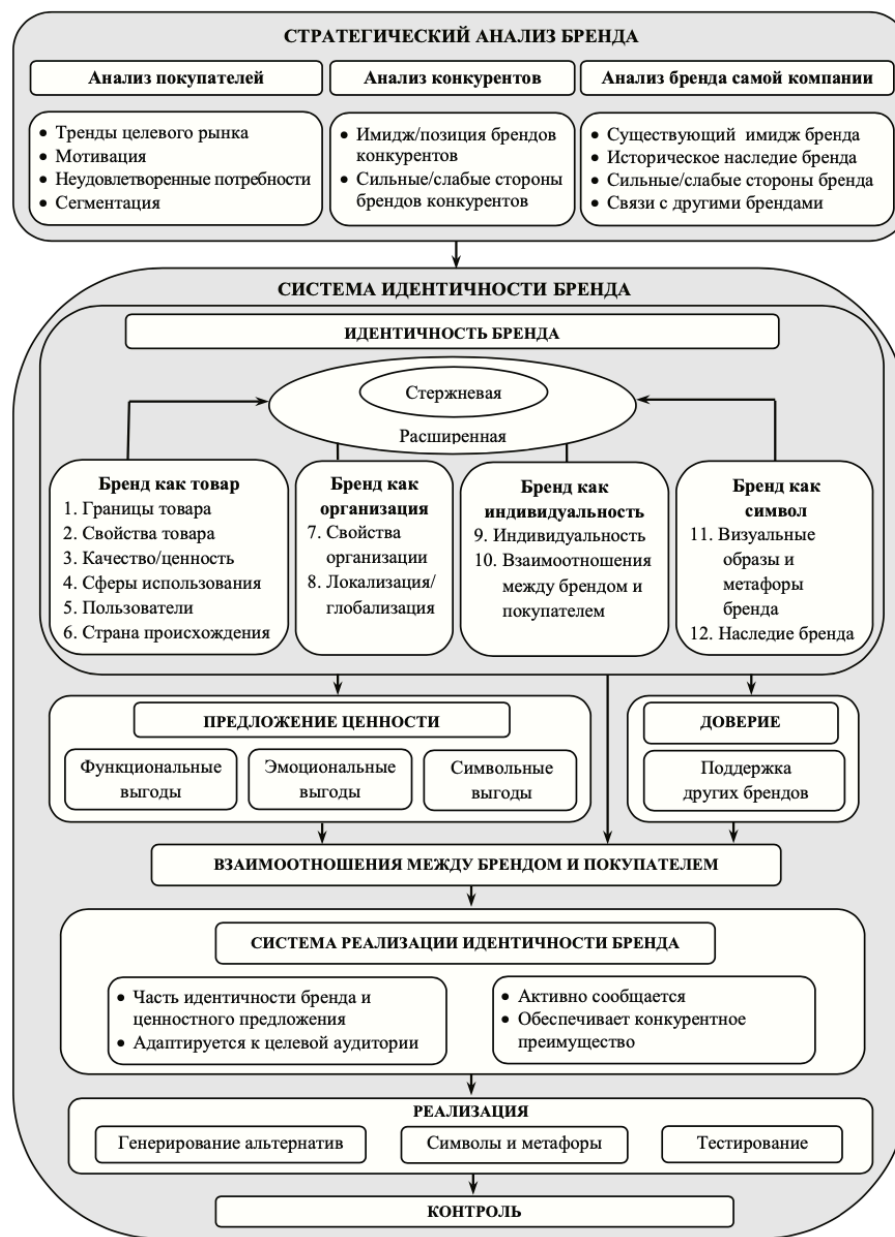 СТРАТЕГИЧЕСКИЙ АНАЛИЗ БРЕНДА
Анализ покупателей
• Тренды целевого рынка
• Мотивация
• Неудовлетворенные потребности
• Сегментация
Анализ конкурентов
• Имидж/позиция брендов
конкурентов
• Сильные/слабые стороны
брендов конкурентов
Анализ бренда самой компании
• Существующий имидж бренда
• Историческое наследие бренда
• Сильные/слабые стороны бренда
• Связи с другими брендами
СИСТЕМА ИДЕНТИЧНОСТИ БРЕНДА
ИДЕНТИЧНОСТЬ БРЕНДА
Стержневая
Расширенная
Бренд как товар
1. Границы товара
2. Свойства товара
3. Качество/ценность
4. Сферы использования
5. Пользователи
6. Страна происхождения
Бренд как
организация
7. Свойства
организации
8. Локализация/
глобализация
Бренд как
индивидуальность
9. Индивидуальность
10. Взаимоотношения
между брендом и
покупателем
Бренд как
символ
11. Визуальные
образы и
метафоры
бренда
12. Наследие бренда
ПРЕДЛОЖЕНИЕ ЦЕННОСТИ
Функциональные
выгоды
Эмоциональные
выгоды
Символьные
выгоды
ДОВЕРИЕ
Поддержка
других брендов
ВЗАИМООТНОШЕНИЯ МЕЖДУ БРЕНДОМ И ПОКУПАТЕЛЕМ
СИСТЕМА РЕАЛИЗАЦИИ ИДЕНТИЧНОСТИ БРЕНДА
• Часть идентичности бренда и
ценностного предложения
• Адаптируется к целевой аудитории
• Активно сообщается
• Обеспечивает конкурентное
преимущество
РЕАЛИЗАЦИЯ
Генерирование альтернатив
Символы и метафоры
Тестирование
КОНТРОЛЬ